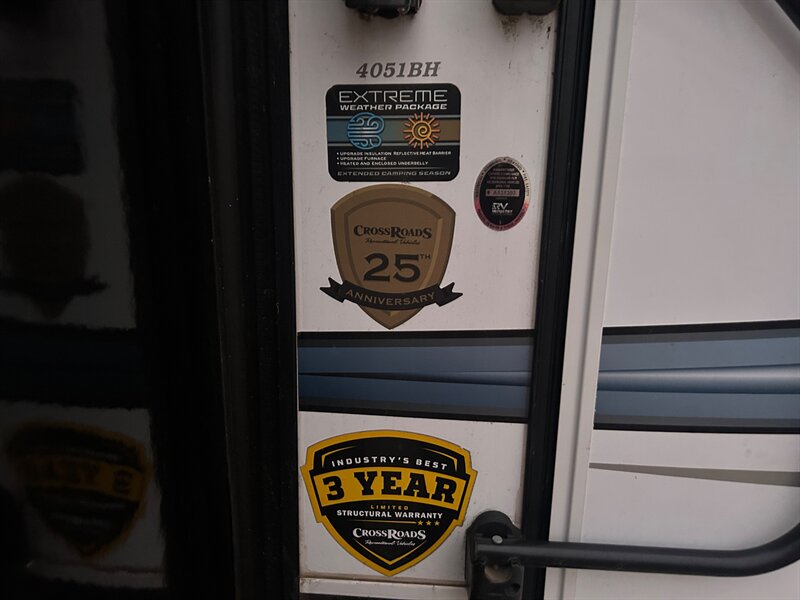 4051BH
EXTREME
WEATHER PACKAGE
• UPGRADE INSULATION REFLECTIVE HEAT BARRIER
• UPGRADE FURNACE
• HEATED AND ENCLOSED UNDERBELLY
EXTENDED CAMPING SEASON
RV
CROSSROADS
Recreational Vehicles
25TH
ANNIVERSARY
INDUSTRY'S BEST
3 YEAR
LIMITED
STRUCTURAL WARRANTY
CROSSROADS
Recreational Vehicles